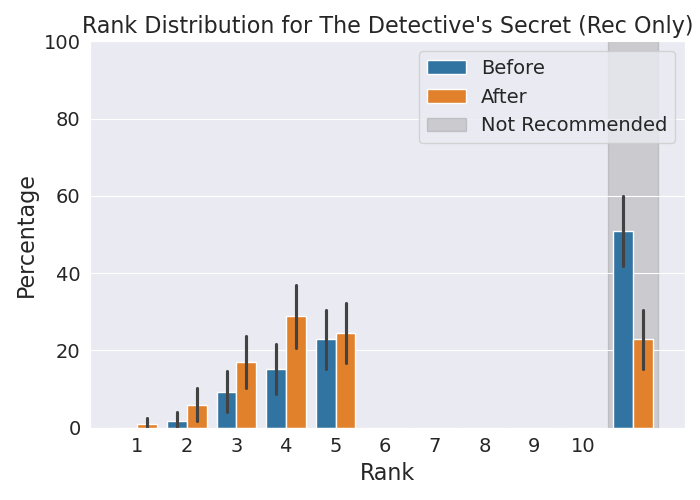 Rank Distribution for The Detective's Secret (Rec Only)
100
80
60
40
20
0
Percentage
Before
After
Not Recommended
1 2 3 4 5 6 7 8 9 10
Rank